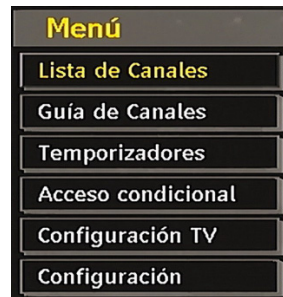 Menú
Lista de Canales
Guía de Canales
Temporizadores
Acceso condicional
Configuración TV
Configuración